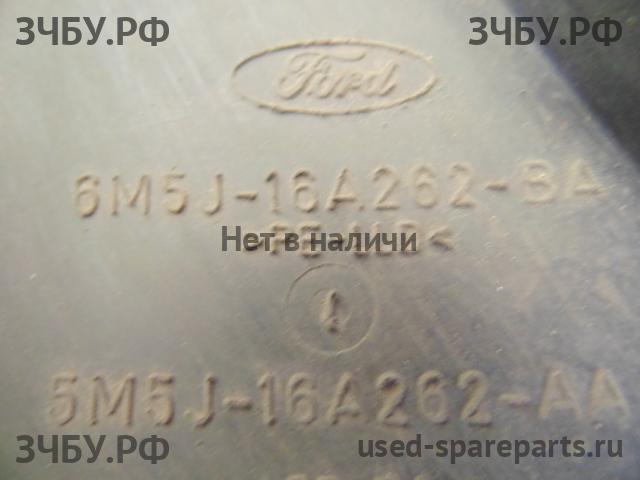 ЗЧБУ.РФ ЗЧБУ.РФ
Ford
6M5J-16A262-BA
Нет в наличи
5M5J-16A262-AA
ЗЧБУ.РФ used-spareparts.ru